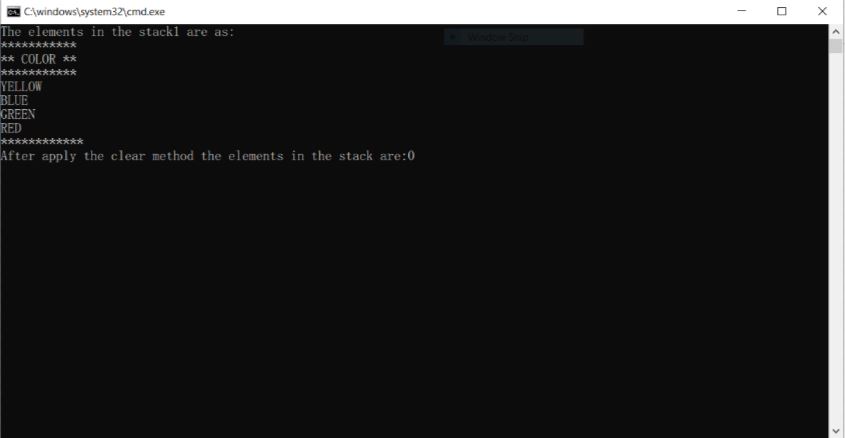 C:\windows\system32\cmd.exe
The elements in the stack1 are as:
Window Snip
***********
** COLOR **
***********
YELLOW
BLUE
GREEN
RED
************
After apply the clear method the elements in the stack are:0